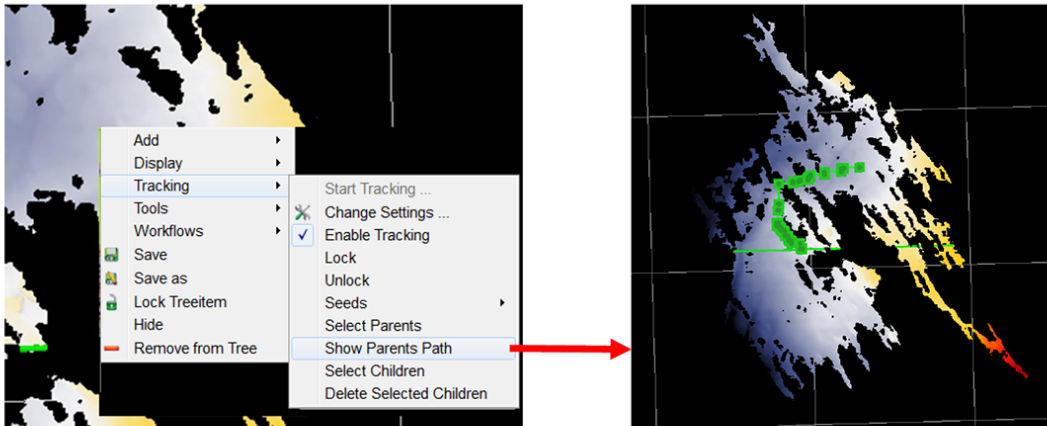 Add
Display
Tracking
Tools
Workflows
Save
Save as
Lock Treeitem
Hide
Remove from Tree
Start Tracking ...
Change Settings ...
Enable Tracking
Lock
Unlock
Seeds
Select Parents
Show Parents Path
Select Children
Delete Selected Children